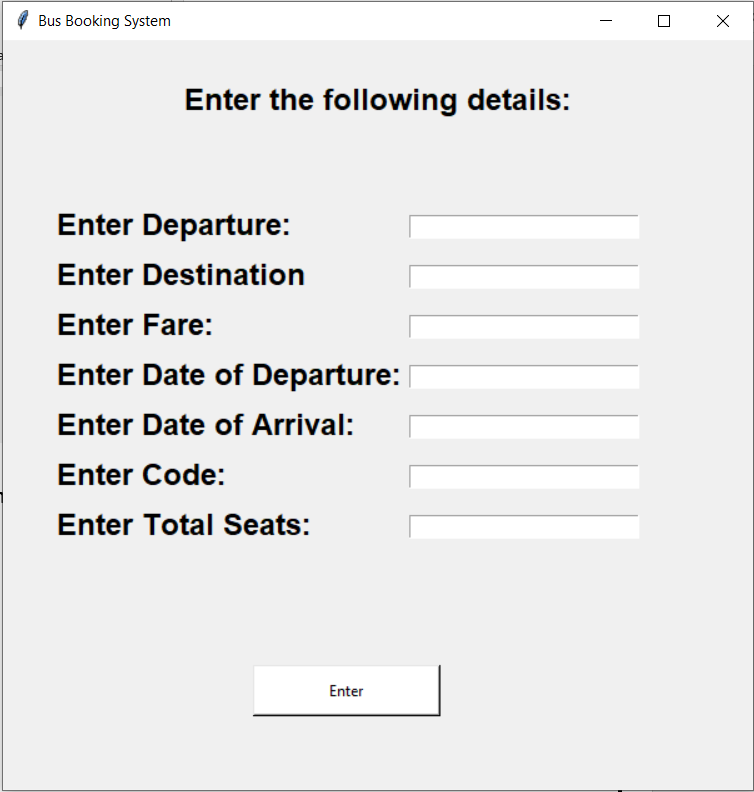 Bus Booking System
Enter the following details:
Enter Departure:
Enter Destination
Enter Fare:
Enter Date of Departure:
Enter Date of Arrival:
Enter Code:
Enter Total Seats:
Enter